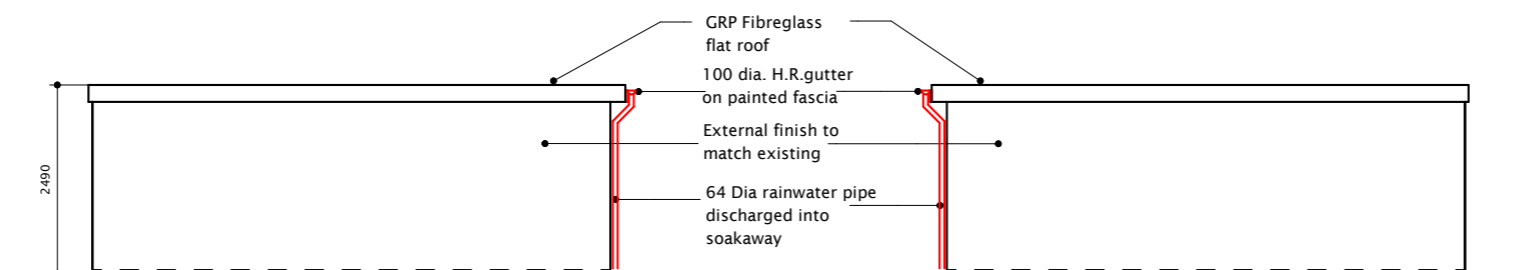 GRP Fibreglass
flat roof
100 dia. H.R.gutter
on painted fascia
External finish to
match existing
2490
64 Dia rainwater pipe
discharged into
soakaway